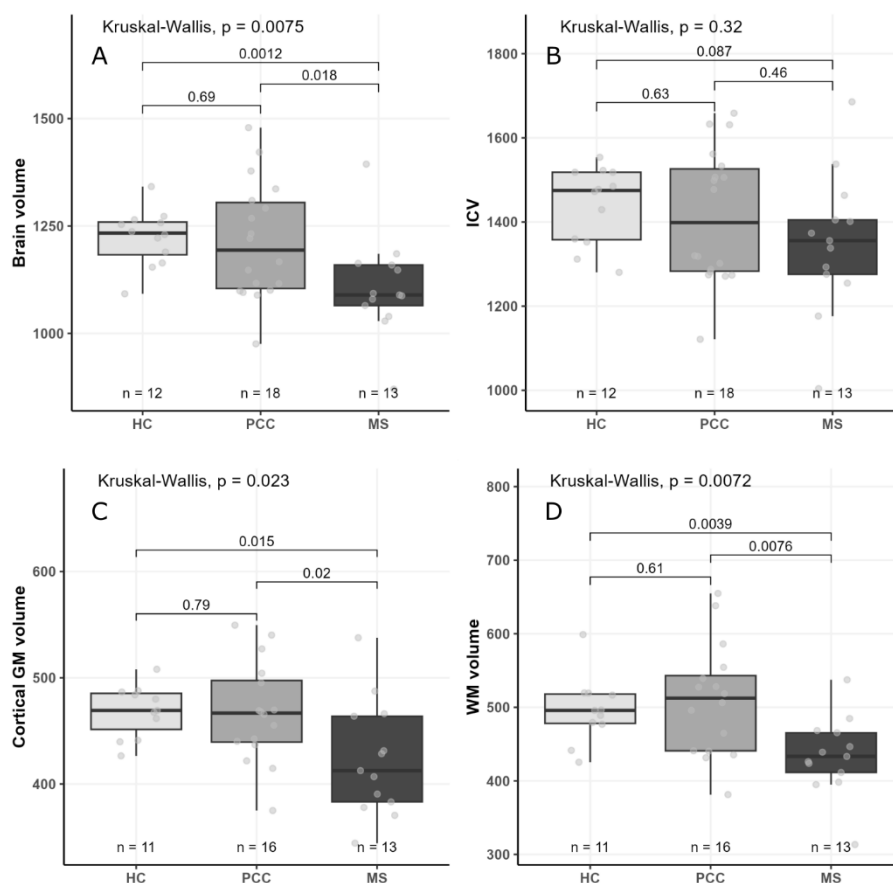 Kruskal-Wallis, p = 0.0075
A
0.0012
0.018
0.69
1500
1250
1000
Brain volume
n = 12
n = 18
n = 13
HC
PCC
MS
Kruskal-Wallis, p = 0.32
B
0.087
0.46
0.63
1800
1600
1400
1200
1000
ICV
n = 12
n = 18
n = 13
HC
PCC
MS
Kruskal-Wallis, p = 0.023
C
0.015
0.02
0.79
600
500
400
Cortical GM volume
n = 11
n = 16
n = 13
HC
PCC
MS
Kruskal-Wallis, p = 0.0072
D
0.0039
0.0076
0.61
800
700
600
500
400
300
WM volume
n = 11
n = 16
n = 13
HC
PCC
MS